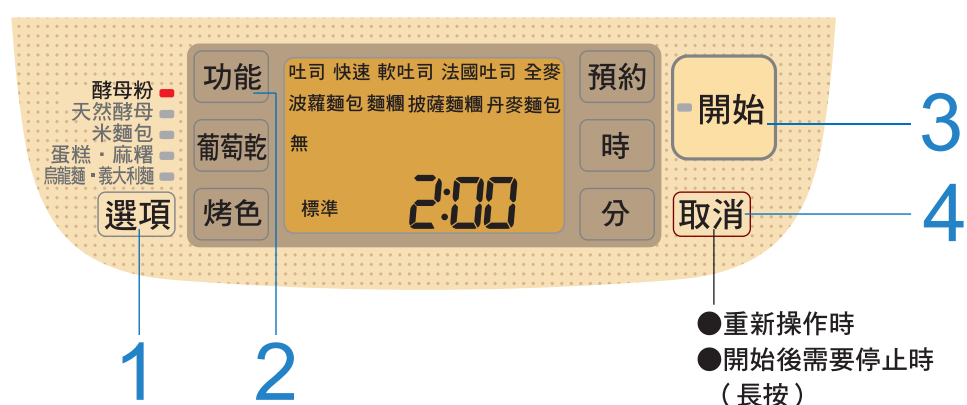 酵母粉
天然酵母
米麵包
蛋糕・麻糬
烏龍麵・義大利麵
選項
功能
葡萄乾
烤色
吐司 快速 軟吐司 法國吐司 全麥
波蘿麵包 麵糰 披薩麵糰 丹麥麵包
無
標準 2:00
預約
時
分
開始
取消
1
2
3
4
●重新操作時
●開始後需要停止時
（長按）